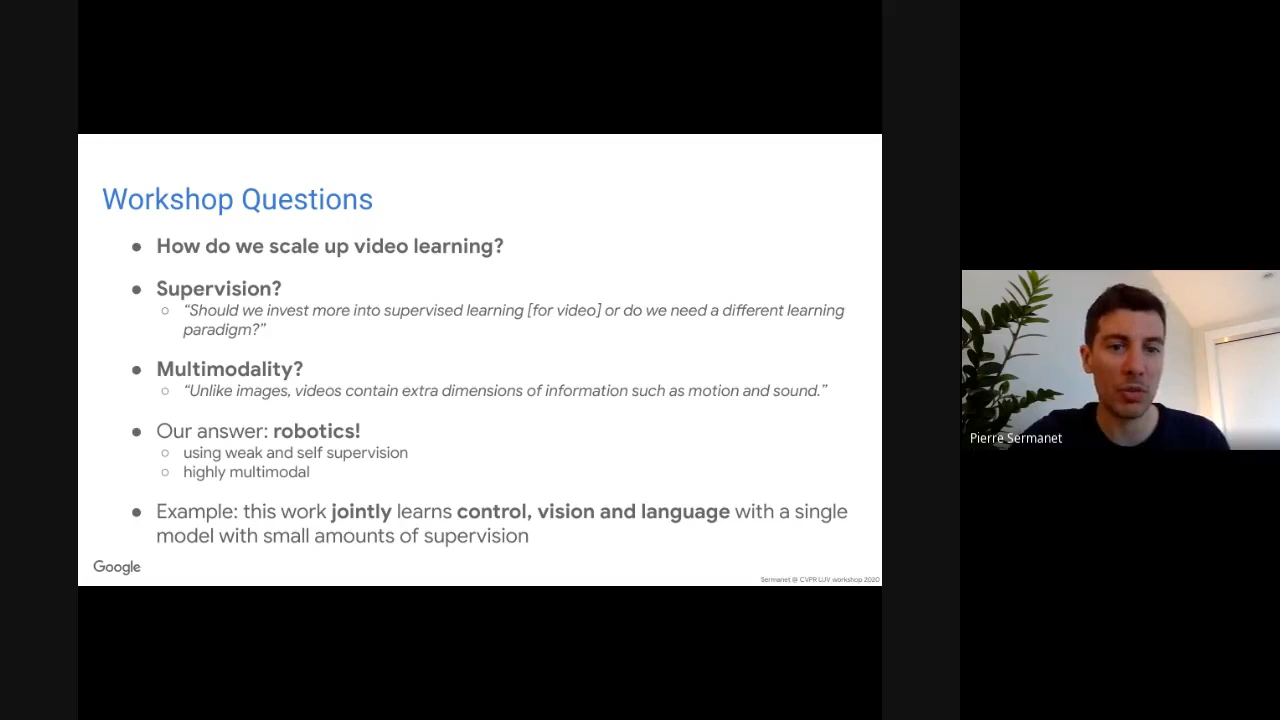 Workshop Questions
● How do we scale up video learning?
● Supervision?
○ “Should we invest more into supervised learning [for video] or do we need a different learning
paradigm?”
● Multimodality?
○ “Unlike images, videos contain extra dimensions of information such as motion and sound.”
● Our answer: robotics!
○ using weak and self supervision
○ highly multimodal
● Example: this work jointly learns control, vision and language with a single
model with small amounts of supervision
Google
Sermanet @ CVPR LUV workshop 2020
Pierre Sermanet